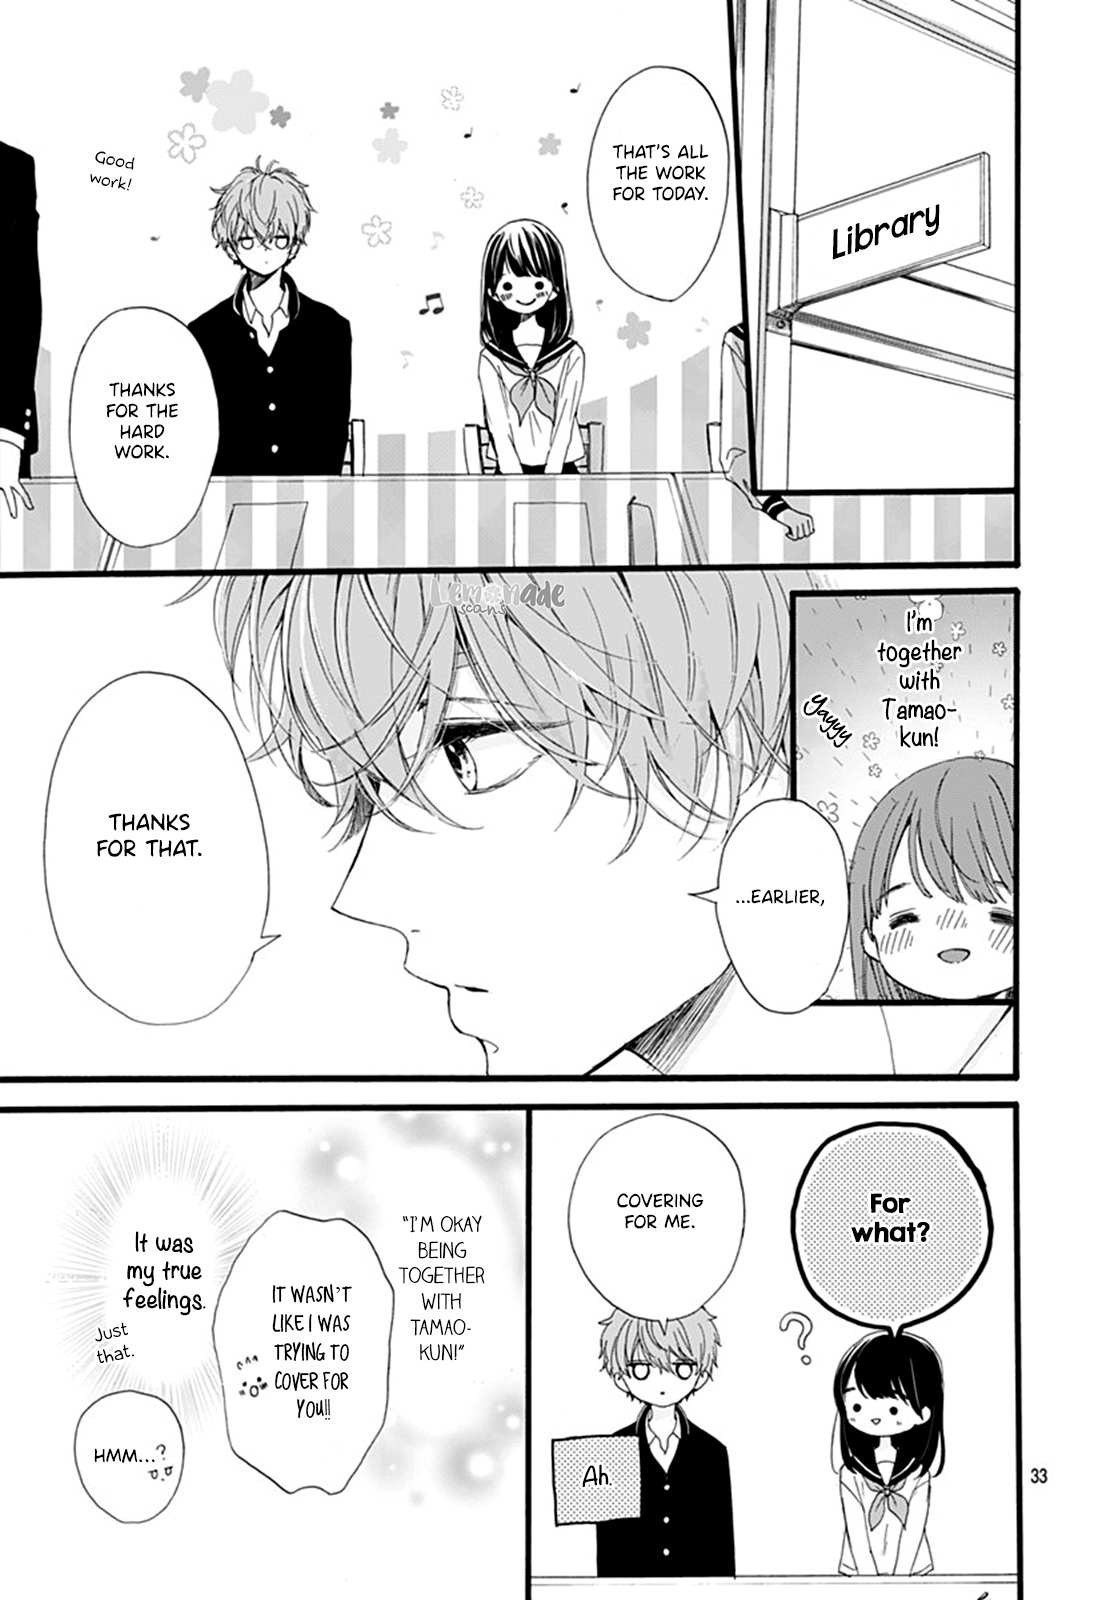 Library
THAT'S ALL
THE WORK
FOR TODAY.
Good
work!
THANKS
FOR THE
HARD
WORK.
I'm
together
with
Tamao-
kun!
Yayyy
...EARLIER,
Lemonade
scans
THANKS
FOR THAT.
For
what?
COVERING
FOR ME.
Ah.
"I'M OKAY
BEING
TOGETHER
WITH
TAMAO-
KUN!"
IT WASN'T
LIKE I WAS
TRYING TO
COVER FOR
YOU!!
It was
my true
feelings.
Just
that.
HMM...?
33